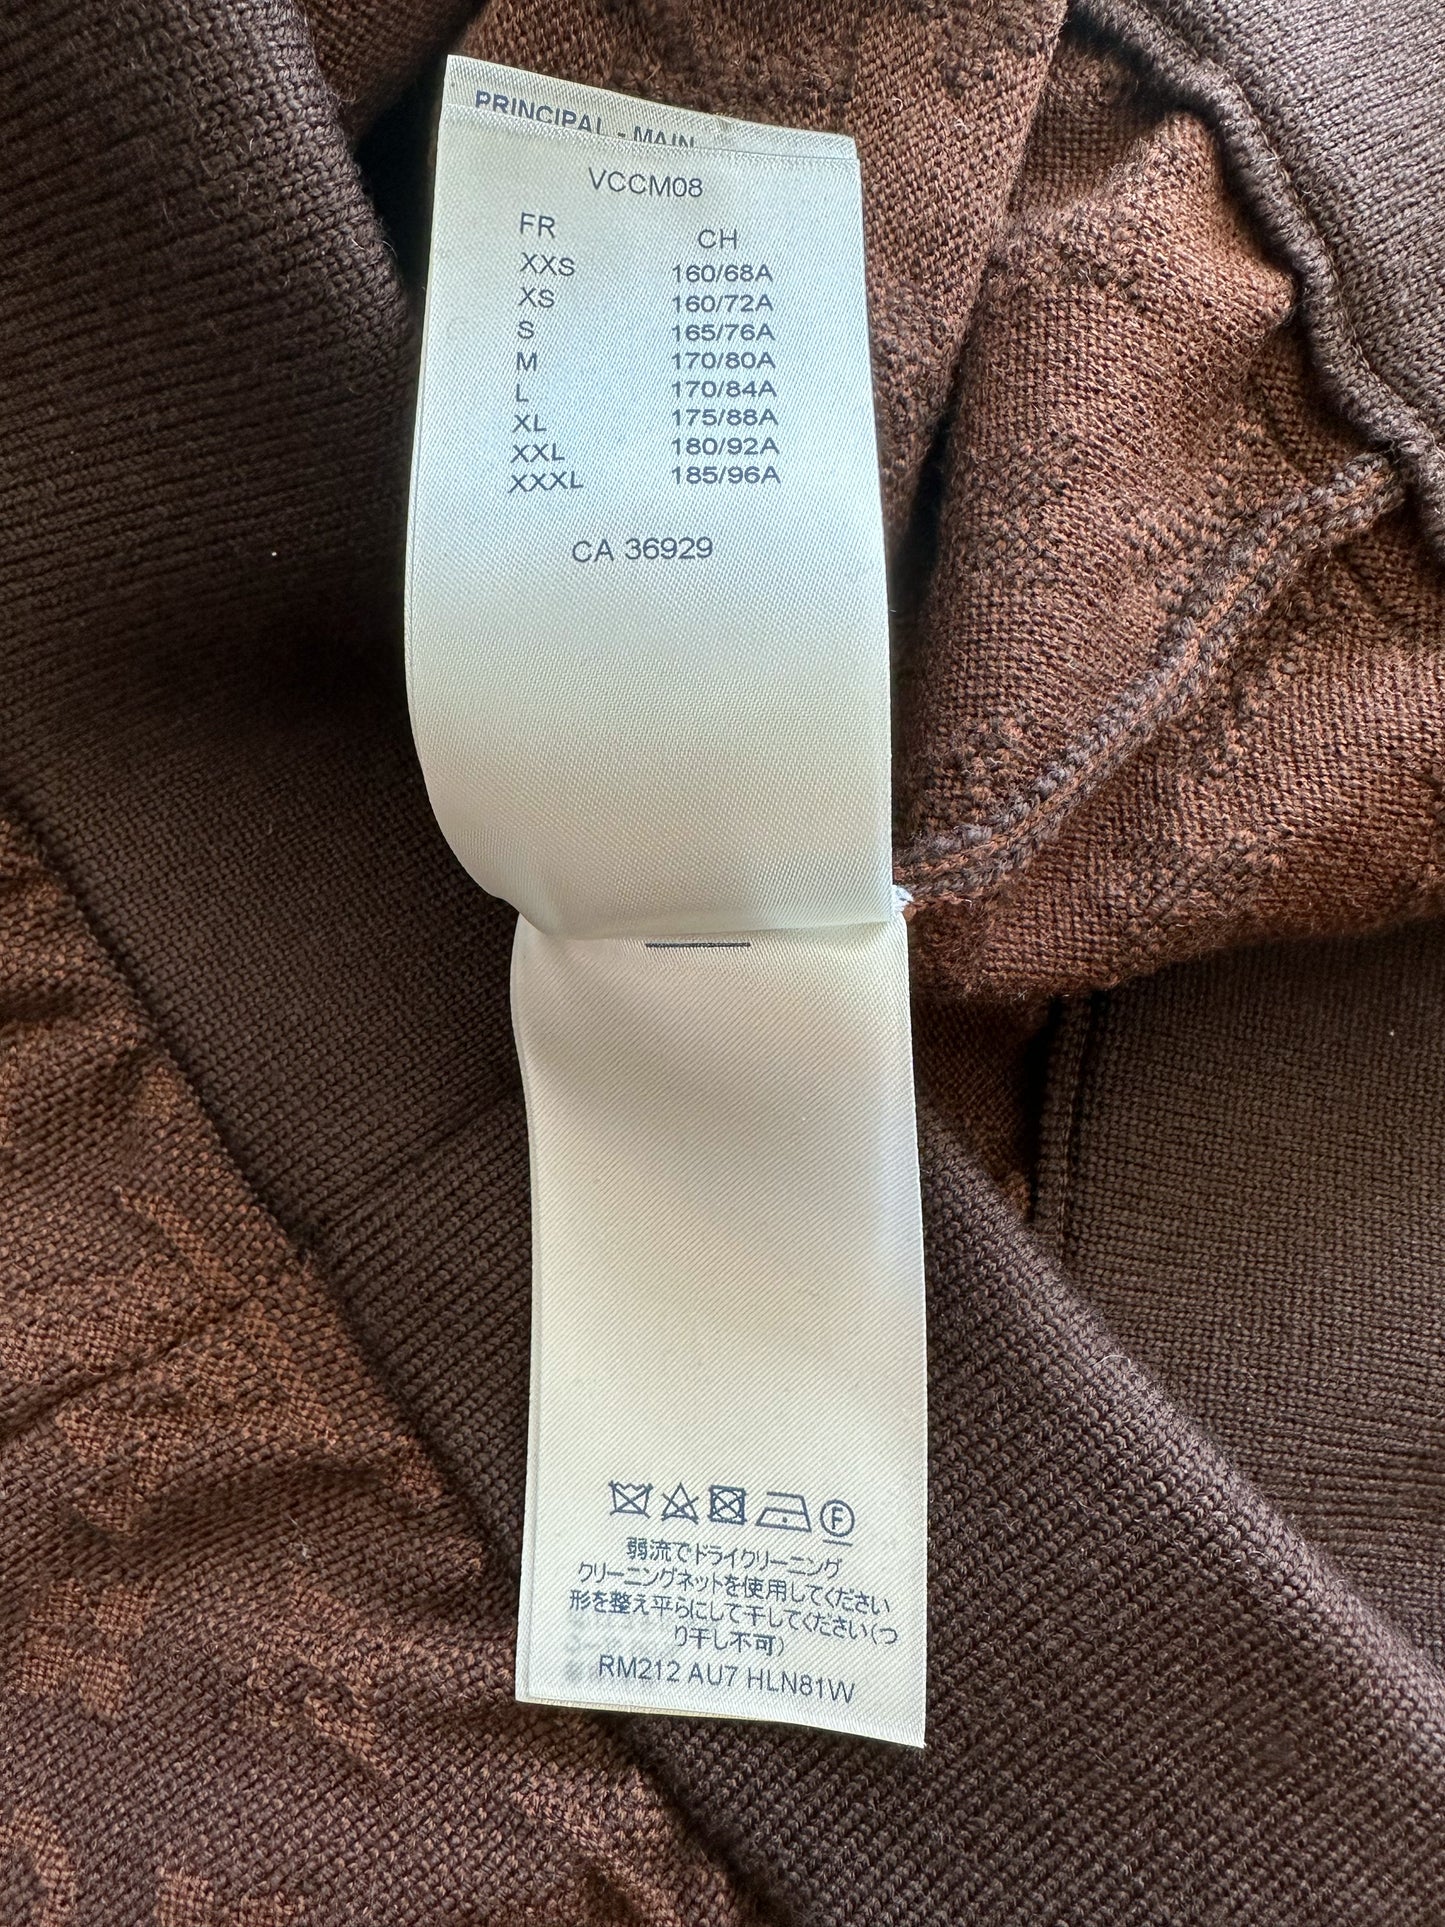 PRINCIPAL - MAIN
VCCM08
FR CH
XXS 160/68A
XS 160/72A
S 165/76A
M 170/80A
L 170/84A
XL 175/88A
XXL 180/92A
XXXL 185/96A
CA 36929
F
弱流でドライクリーニング
クリーニングネットを使用してください
形を整え平らにして干してください(つ
り干し不可)
RM212 AU7 HLN81W